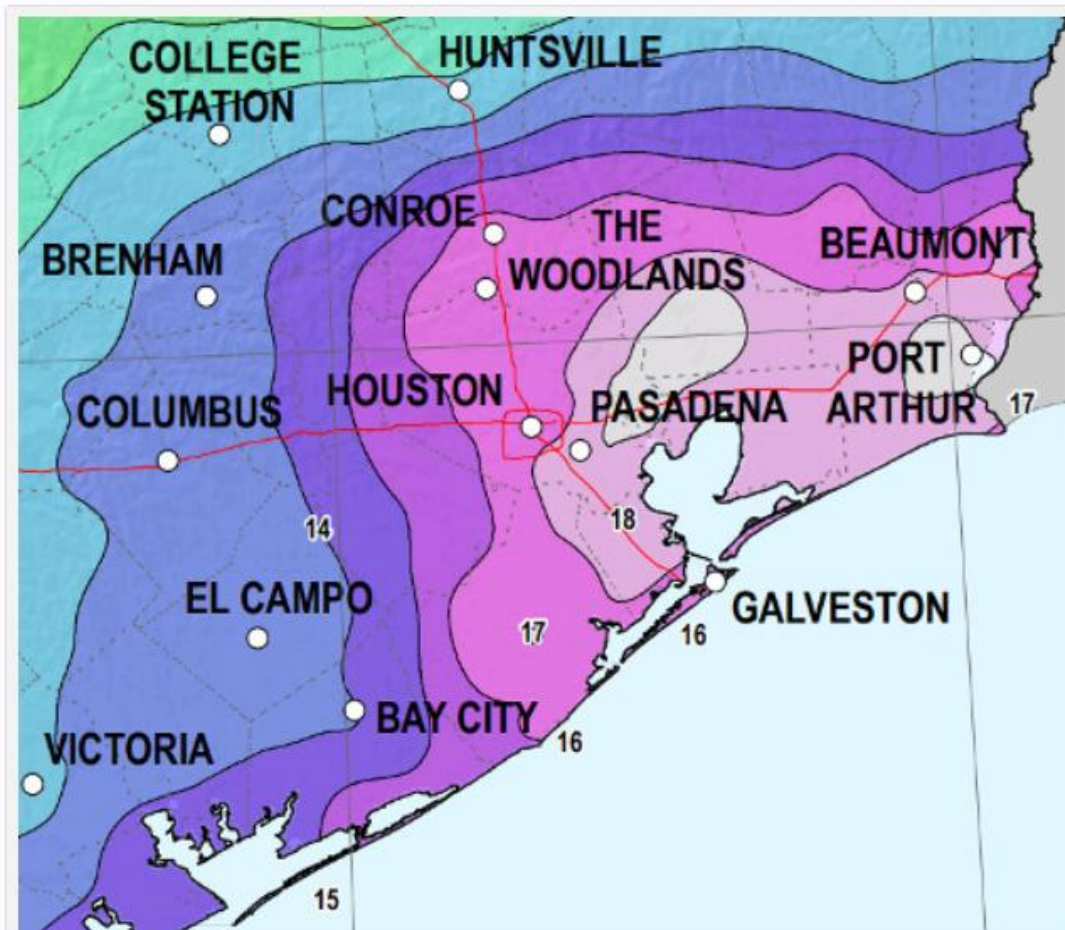 COLLEGE
STATION
HUNTSVILLE
CONROE
THE
WOODLANDS
BEAUMONT
BRENHAM
HOUSTON
PORT
ARTHUR
17
COLUMBUS
PASADENA
14
18
EL CAMPO
GALVESTON
17
16
BAY CITY
16
VICTORIA
15